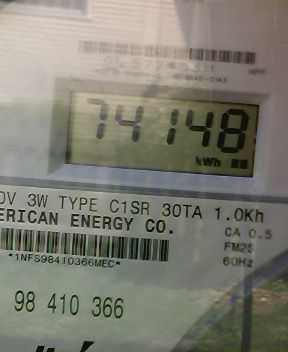 74148
kWh
0V 3W TYPE C1SR 30TA 1.0Kh
ERICAN ENERGY CO.
CA 0.5
*1NFS98410366MEC*
FM2S
60Hz
98 410 366